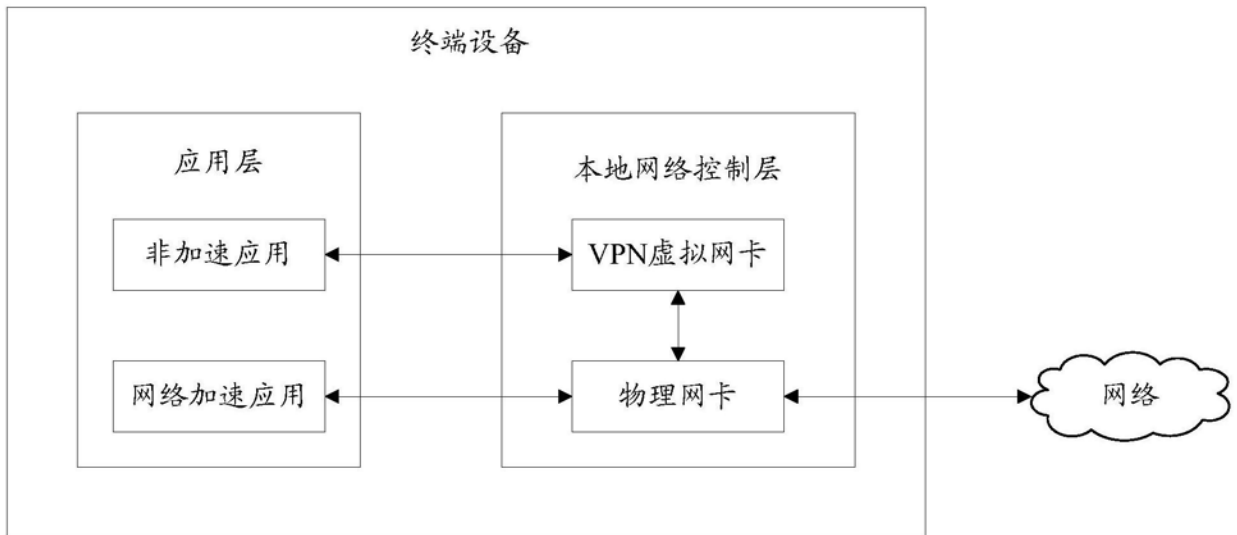 终端设备
应用层
本地网络控制层
非加速应用
VPN虚拟网卡
网络加速应用
物理网卡
网络